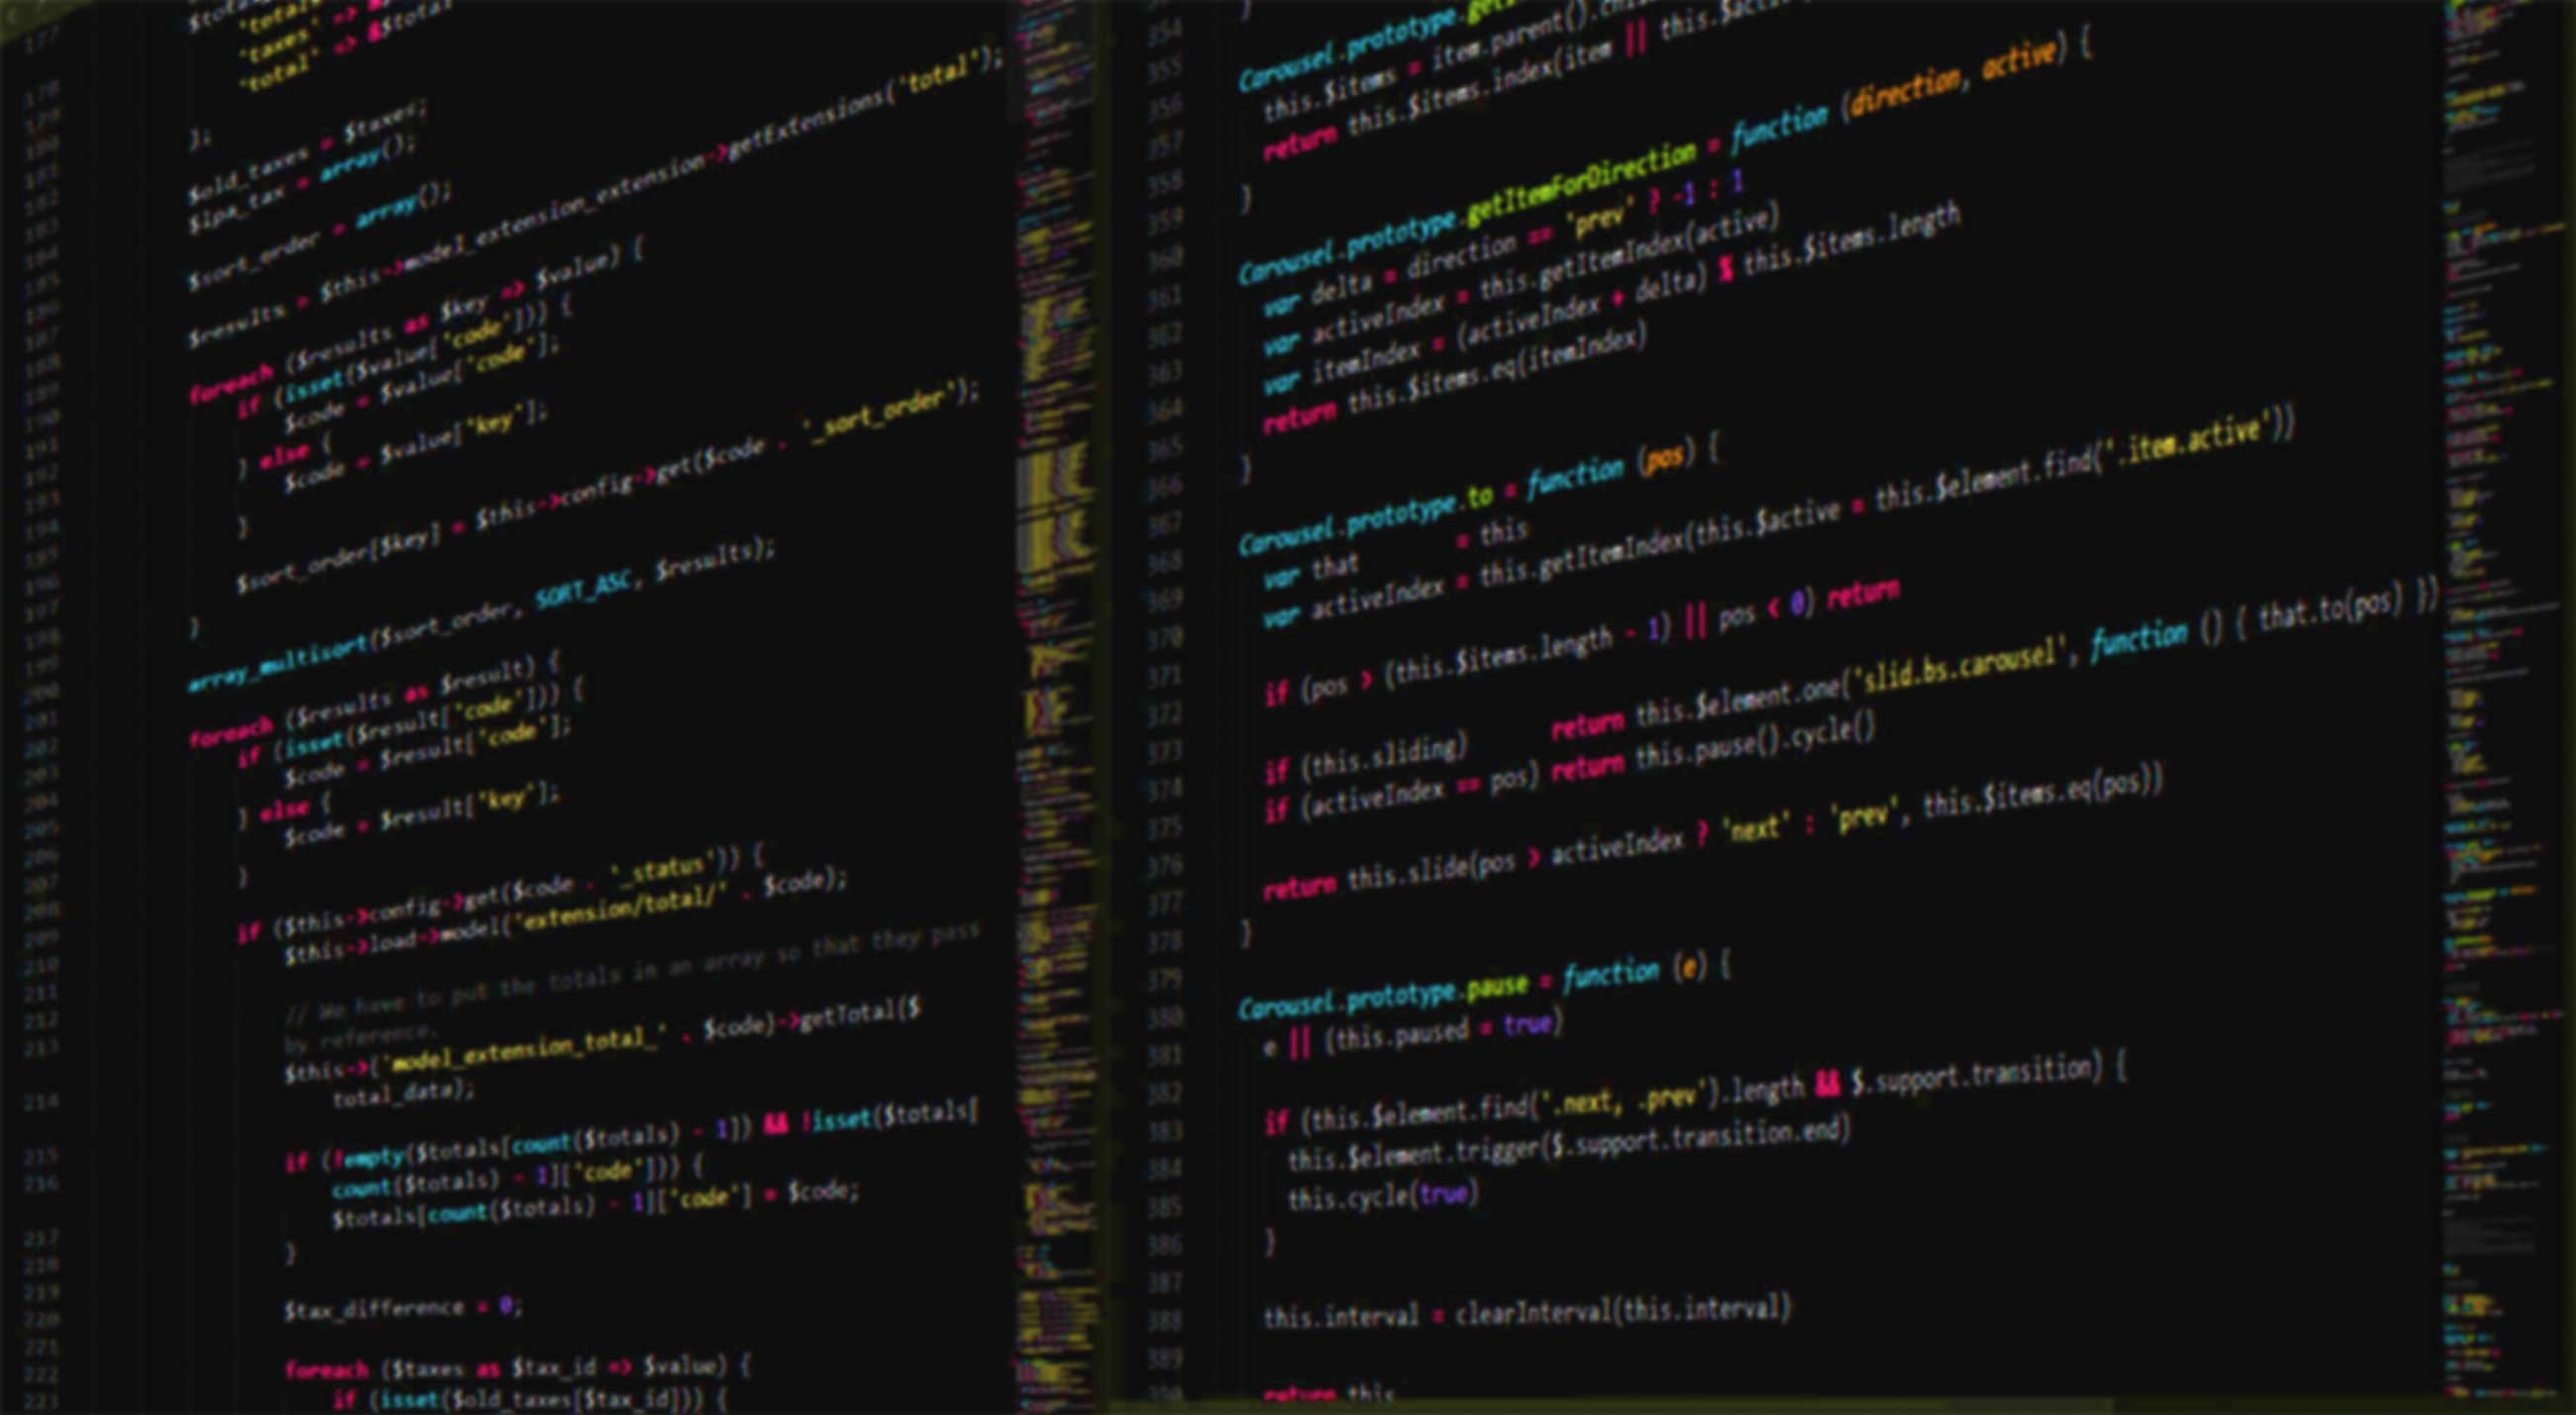 177
'totals'
'taxes' =>
'total' => &$total
178
179
180
181
182
183
184
185
186
187
188
189
190
191
192
193
194
195
196
197
198
199
200
201
202
203
204
205
206
207
208
209
210
211
212
213
214
215
216
217
218
219
220
221
222
223
);
$old_taxes = $taxes;
$lpa_tax = array();
$sort_order = array();
$results = $this->model_extension_extension->getExtensions('total');
foreach ($results as $key => $value) {
if (isset($value['code'])) {
$code = $value['code'];
} else {
$code = $value['key'];
}
$sort_order[$key] = $this->config->get($code . '_sort_order');
}
array_multisort($sort_order, SORT_ASC, $results);
foreach ($results as $result) {
if (isset($result['code'])) {
$code = $result['code'];
} else {
$code = $result['key'];
}
if ($this->config->get($code . '_status')) {
$this->load->model('extension/total/' . $code);
// We have to put the totals in an array so that they pass
by reference.
$this->{'model_extension_total_' . $code}->getTotal($
total_data);
if (!empty($totals[count($totals) - 1]) && !isset($totals[
count($totals) - 1]['code'])) {
$totals[count($totals) - 1]['code'] = $code;
}
$tax_difference = 0;
foreach ($taxes as $tax_id => $value) {
if (isset($old_taxes[$tax_id])) {
354
355
356
357
358
359
360
361
362
363
364
365
366
367
368
369
370
371
372
373
374
375
376
377
378
379
380
381
382
383
384
385
386
387
388
389
390
}
Carousel.prototype.
this.$items = item.parent().
return this.$items.index(item || this.
}
Carousel.prototype.getItemForDirection = function (direction, active) {
var delta = direction == 'prev' ? -1 : 1
var activeIndex = this.getItemIndex(active)
var itemIndex = (activeIndex + delta) % this.$items.length
return this.$items.eq(itemIndex)
}
Carousel.prototype.to = function (pos) {
var that = this
var activeIndex = this.getItemIndex(this.$active = this.$element.find('.item.active'))
if (pos > (this.$items.length - 1) || pos < 0) return
if (this.sliding) return this.$element.one('slid.bs.carousel', function () { that.to(pos) })
if (activeIndex == pos) return this.pause().cycle()
return this.slide(pos > activeIndex ? 'next' : 'prev', this.$items.eq(pos))
}
Carousel.prototype.pause = function (e) {
e || (this.paused = true)
if (this.$element.find('.next, .prev').length && $.support.transition) {
this.$element.trigger($.support.transition.end)
this.cycle(true)
}
this.interval = clearInterval(this.interval)
return this